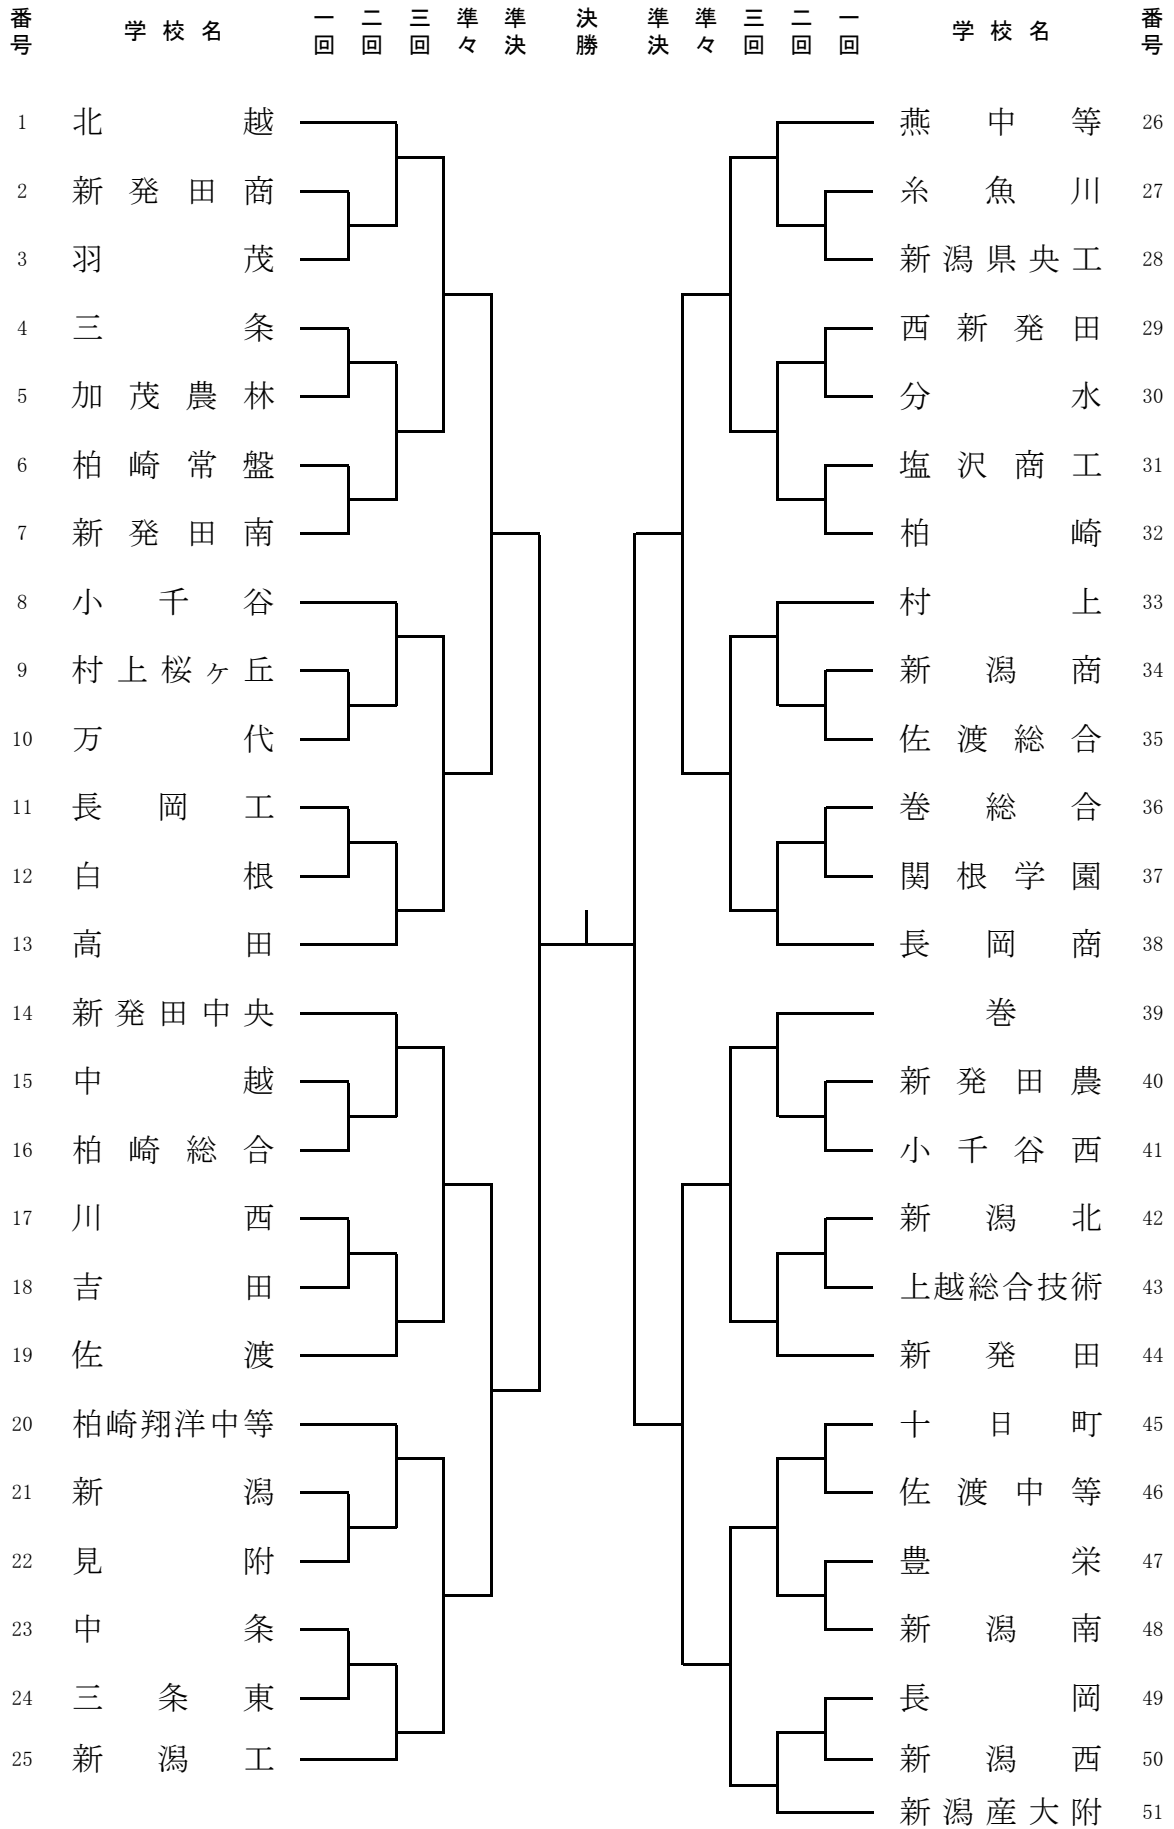 番号 学校名 一回 二回 三回 準々 準決 決勝 準決 準々 三回 二回 一回 学校名 番号
1 北越 燕中等 26
2 新発田商 糸魚川 27
3 羽茂 新潟県央工 28
4 三条 西新発田 29
5 加茂農林 分水 30
6 柏崎常盤 塩沢商工 31
7 新発田南 柏崎 32
8 小千谷 村上 33
9 村上桜ヶ丘 新潟商 34
10 万代 佐渡総合 35
11 長岡工 巻総合 36
12 白根 関根学園 37
13 高田 長岡商 38
14 新発田中央 巻 39
15 中越 新発田農 40
16 柏崎総合 小千谷西 41
17 川西 新潟北 42
18 吉田 上越総合技術 43
19 佐渡 新発田 44
20 柏崎翔洋中等 十日町 45
21 新潟 佐渡中等 46
22 見附 豊栄 47
23 中条 新潟南 48
24 三条東 長岡 49
25 新潟工 新潟西 50
新潟産大附 51